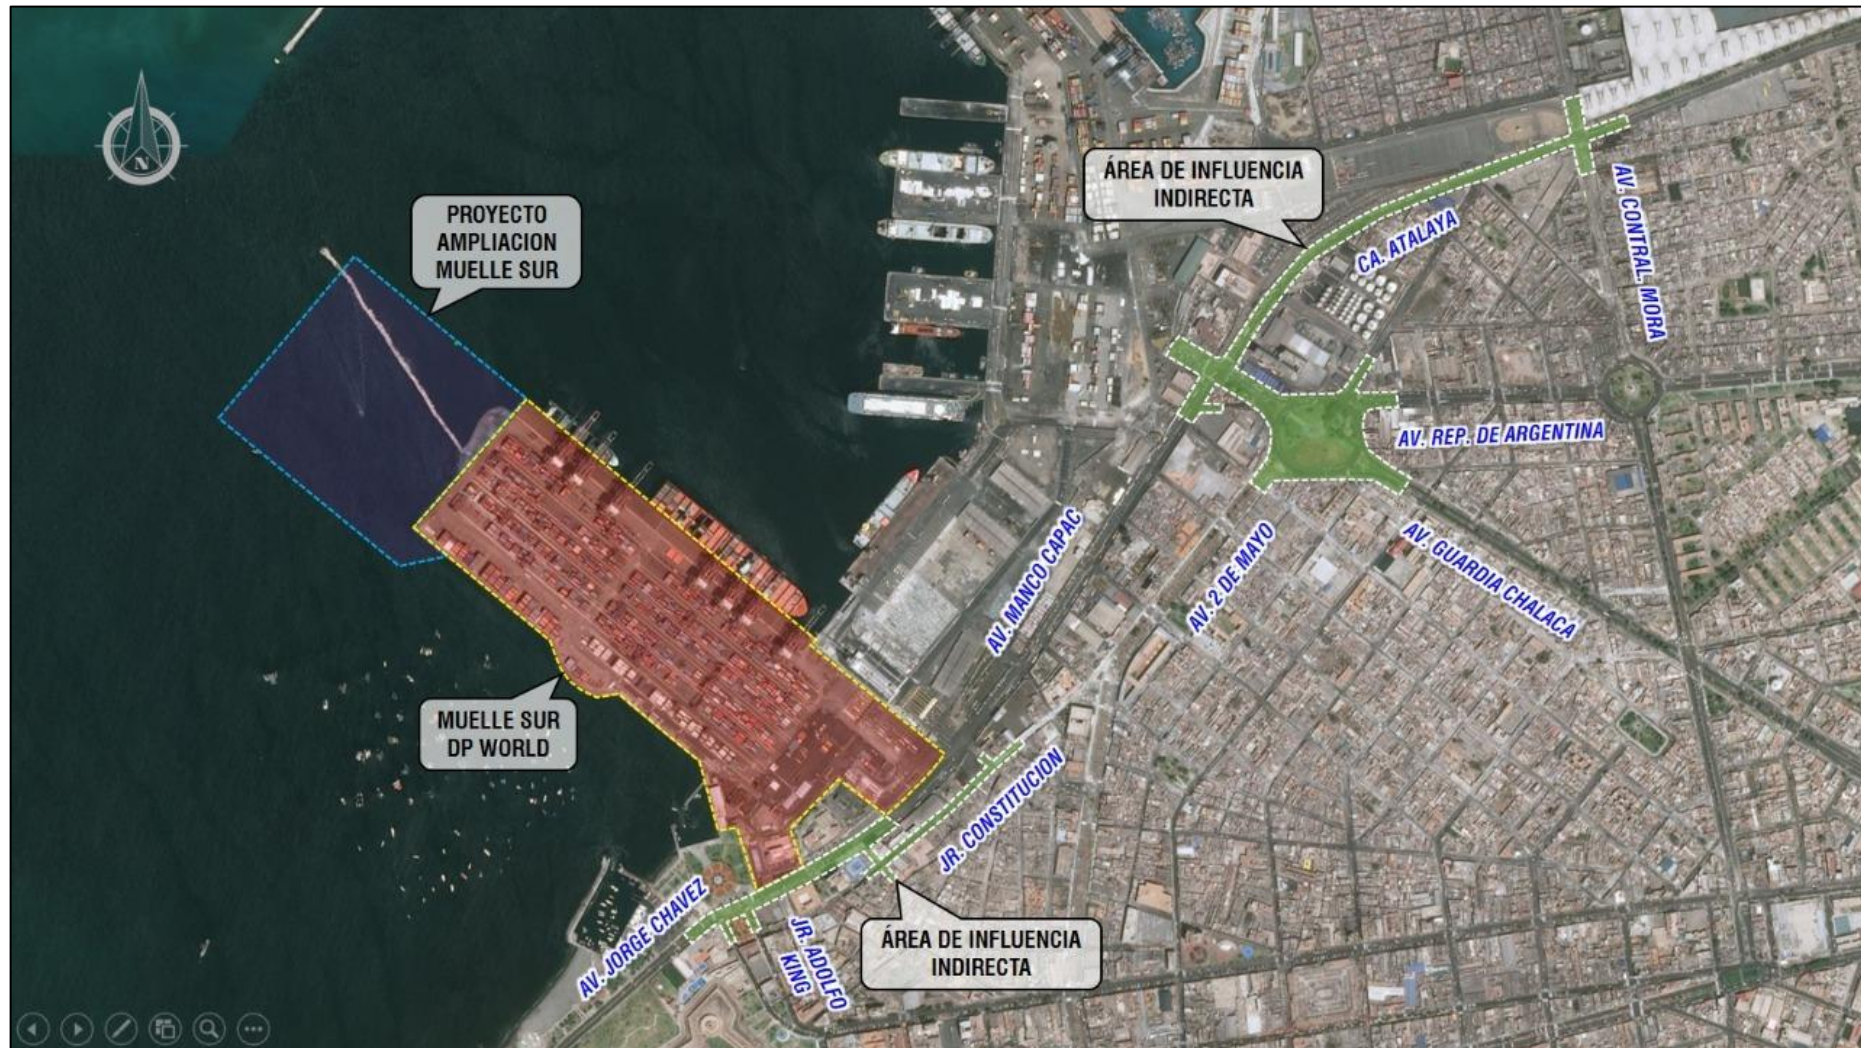 N
PROYECTO
AMPLIACION
MUELLE SUR
ÁREA DE INFLUENCIA
INDIRECTA
CA. ATALAYA
AV. CONTRAL. MORA
AV. REP. DE ARGENTINA
AV. GUARDIA CHALACA
AV. 2 DE MAYO
AV. MANCO CAPAC
MUELLE SUR
DP WORLD
JR. CONSTITUCION
AV. JORGE CHAVEZ
JR. ADOLFO
KING
ÁREA DE INFLUENCIA
INDIRECTA